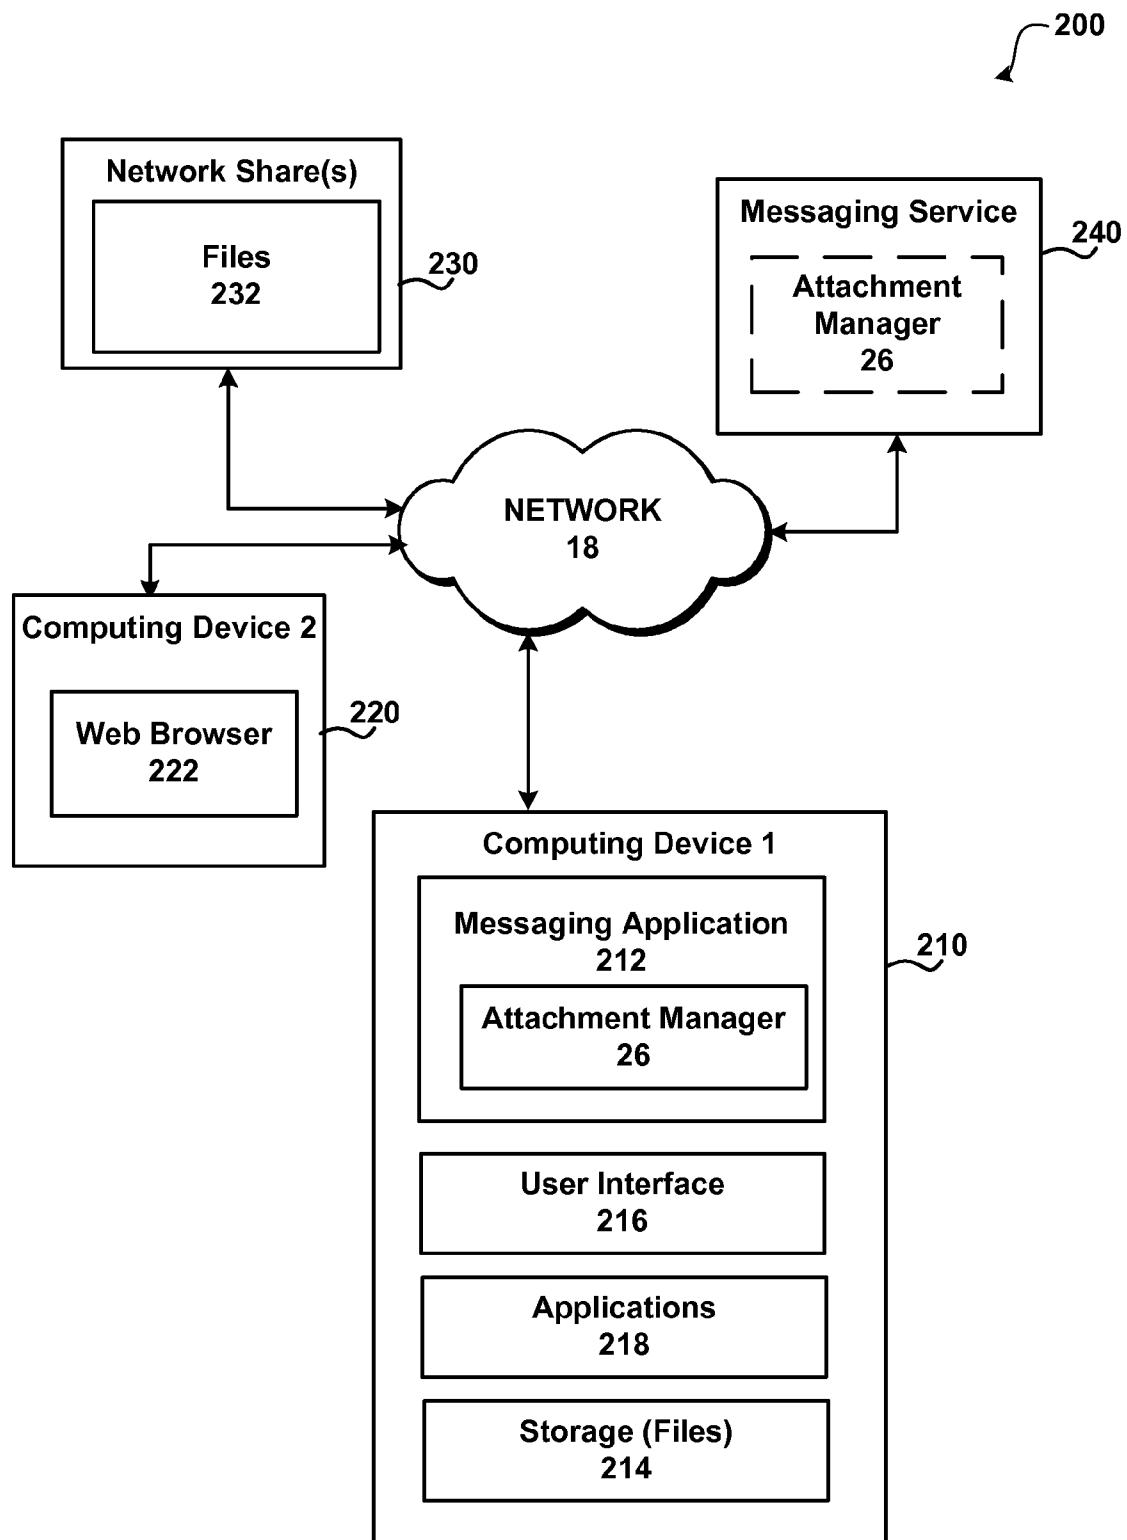 200
Network Share(s)
Files
232
230
Messaging Service
240
Attachment
Manager
26
NETWORK
18
Computing Device 2
Web Browser
222
220
Computing Device 1
Messaging Application
212
210
Attachment Manager
26
User Interface
216
Applications
218
Storage (Files)
214